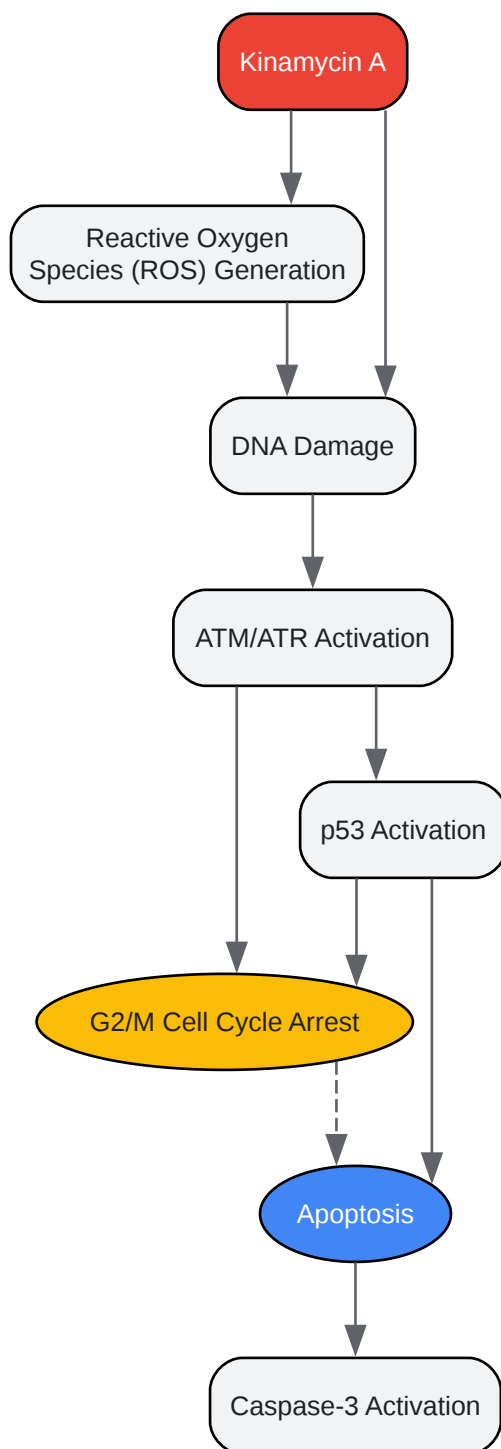 Kinamycin A
Reactive Oxygen
Species (ROS) Generation
DNA Damage
ATM/ATR Activation
p53 Activation
G2/M Cell Cycle Arrest
Apoptosis
Caspase-3 Activation